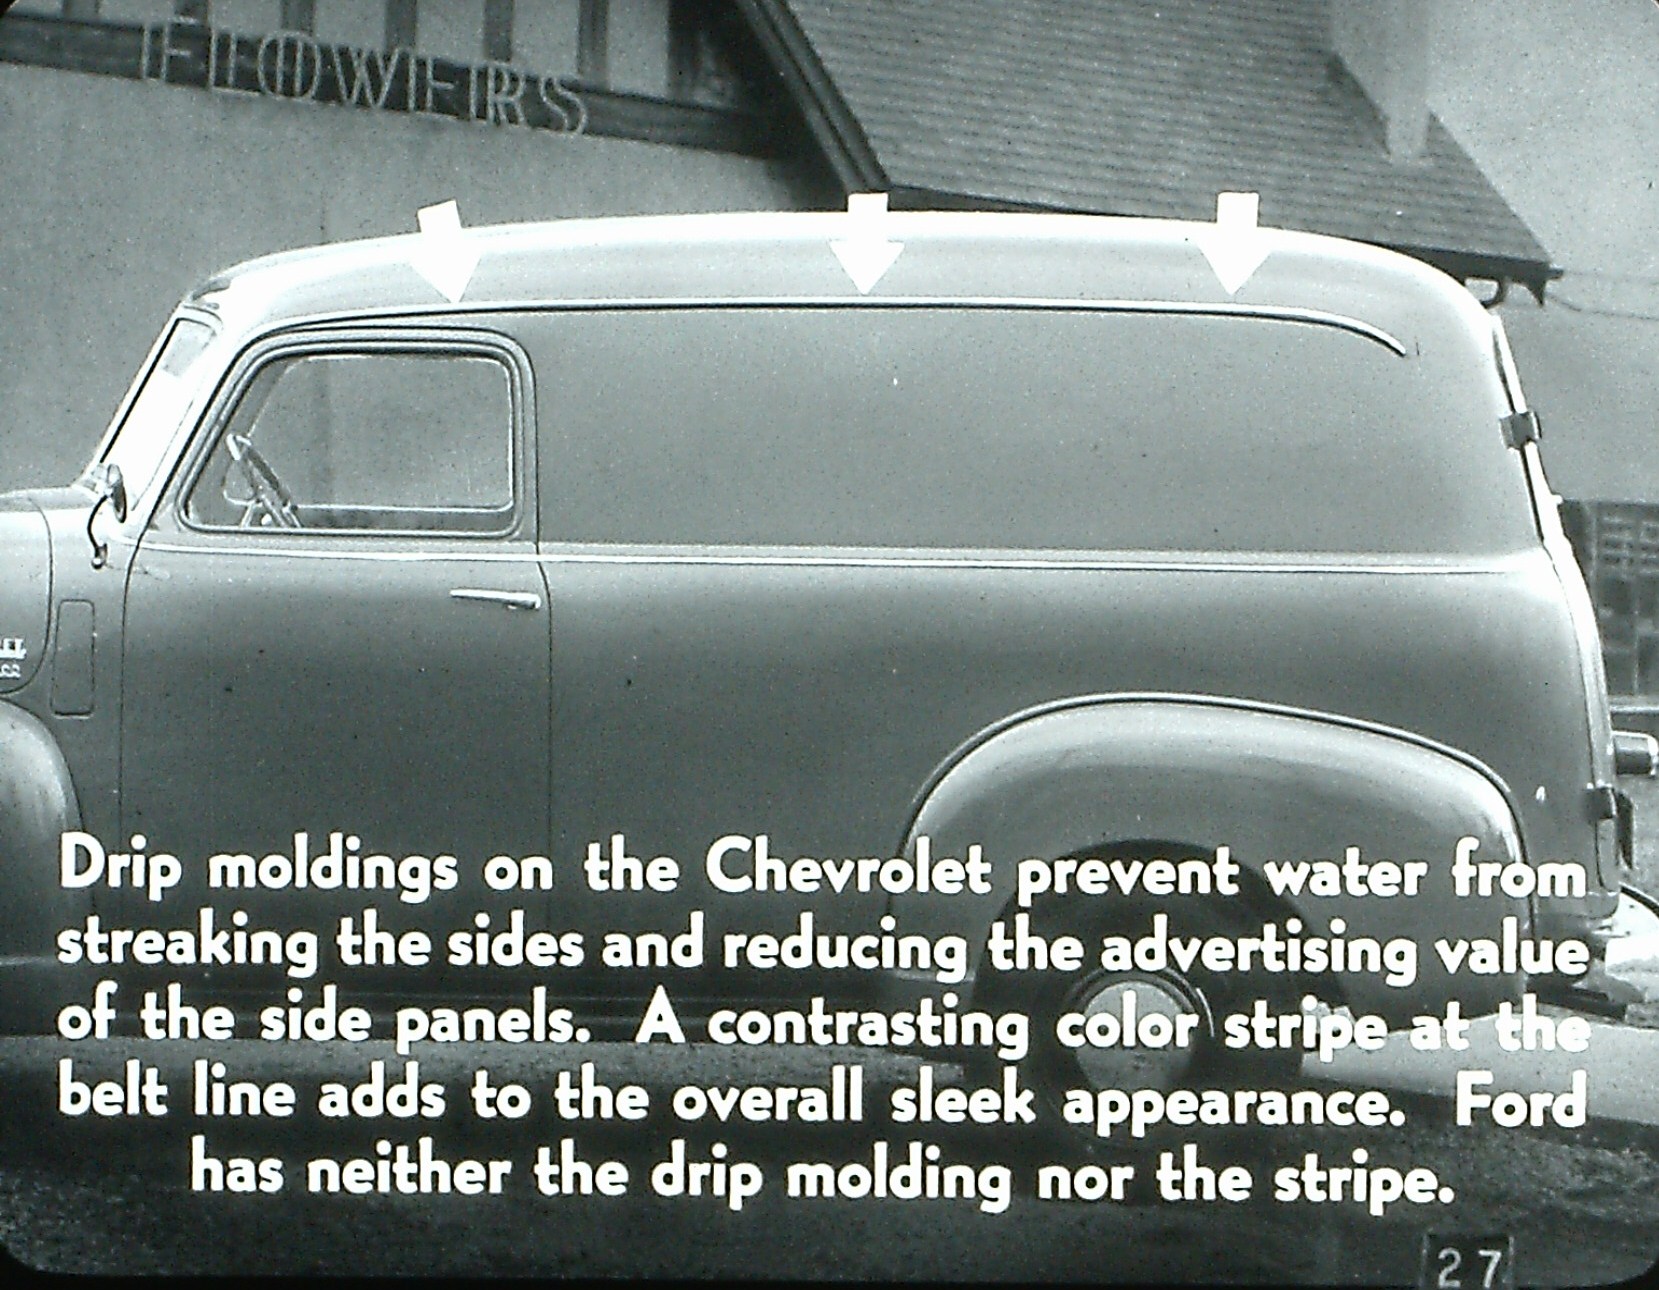 FLOWERS
Drip moldings on the Chevrolet prevent water from
streaking the sides and reducing the advertising value
of the side panels. A contrasting color stripe at the
belt line adds to the overall sleek appearance. Ford
has neither the drip molding nor the stripe.
27